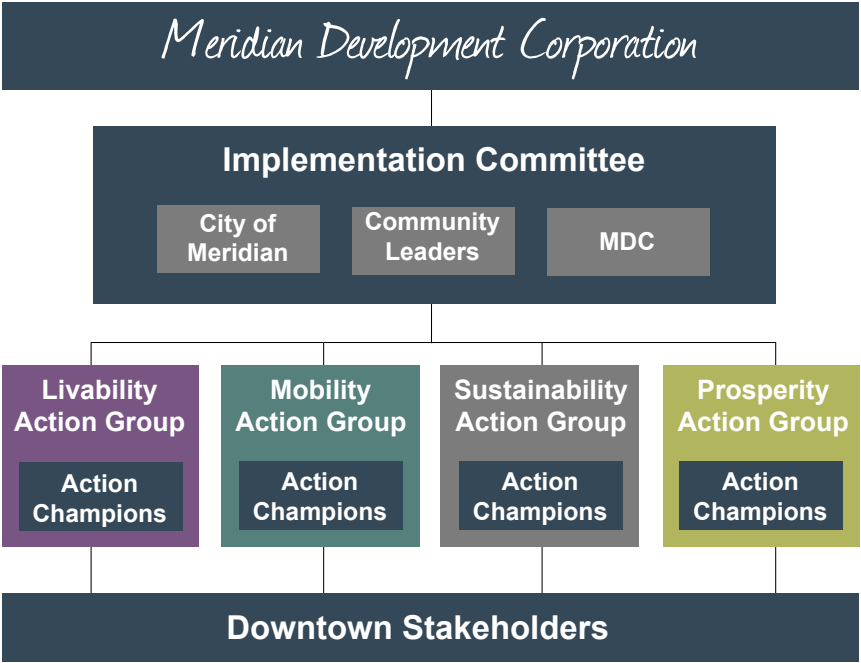 Meridian Development Corporation
Implementation Committee
City of
Meridian
Community
Leaders
MDC
Livability
Action Group
Mobility
Action Group
Sustainability
Action Group
Prosperity
Action Group
Action
Champions
Action
Champions
Action
Champions
Action
Champions
Downtown Stakeholders